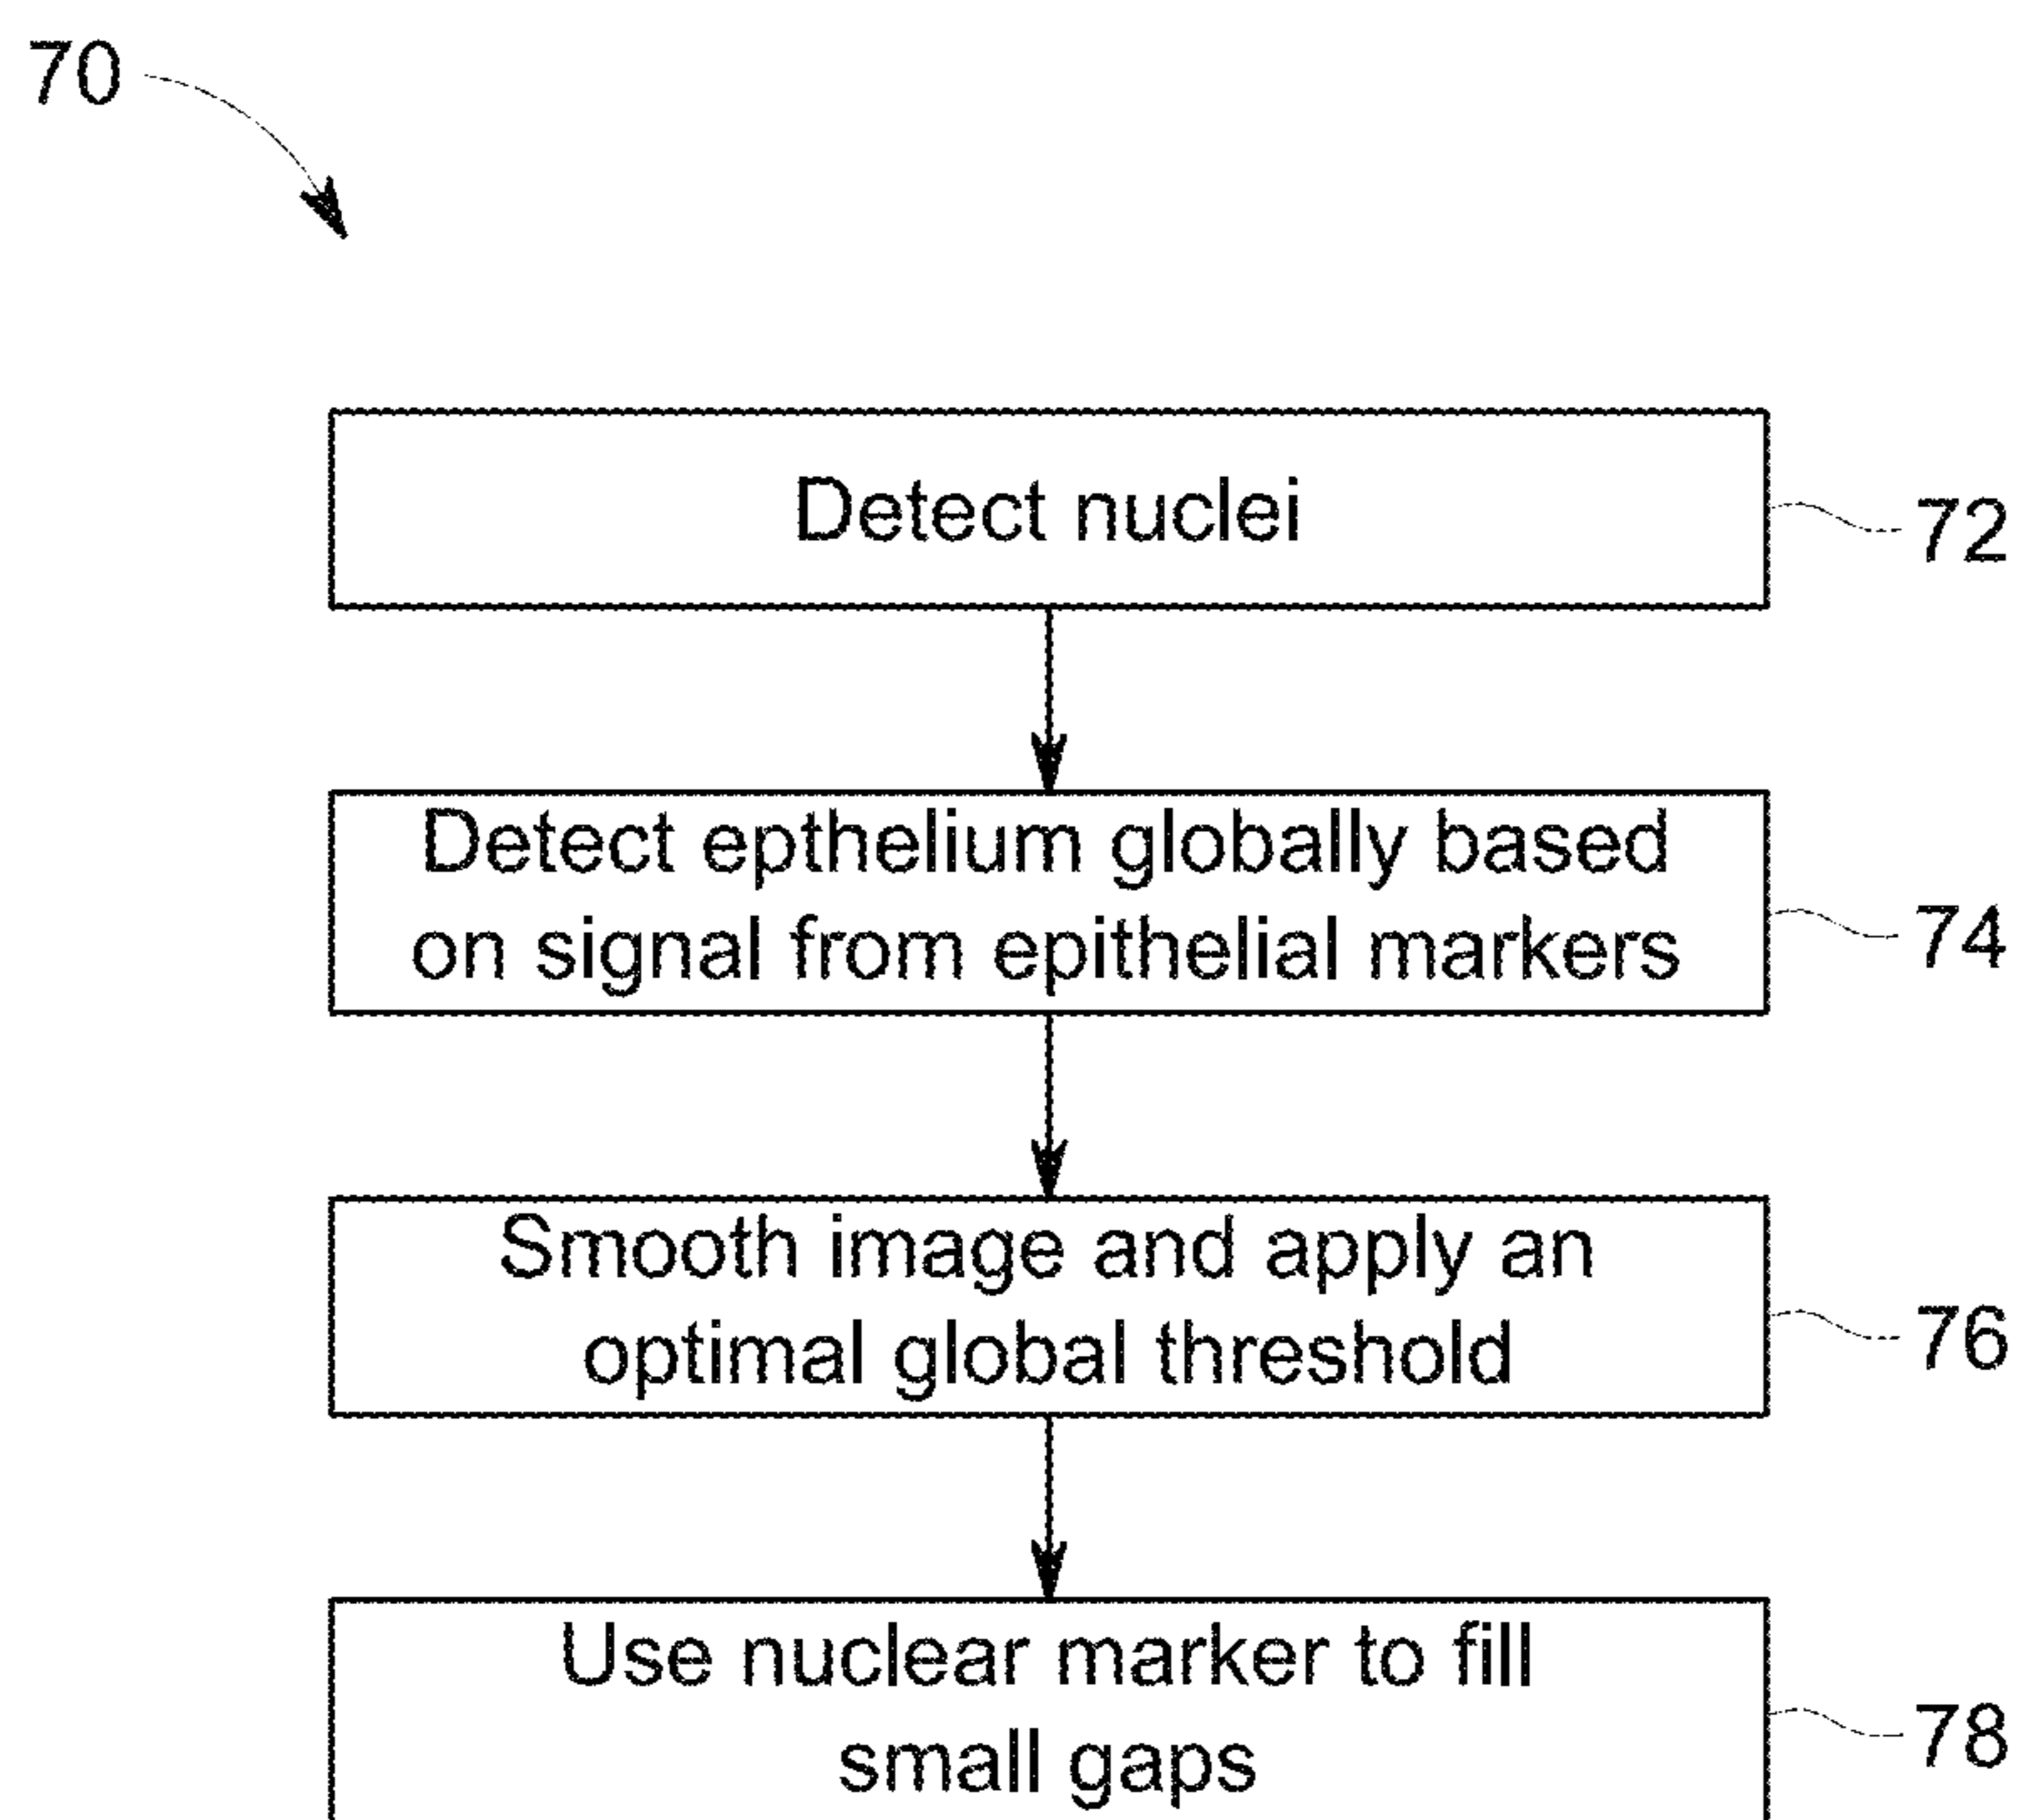 70
Detect nuclei
72
Detect epthelium globally based
on signal from epithelial markers
74
Smooth image and apply an
optimal global threshold
76
Use nuclear marker to fill
small gaps
78